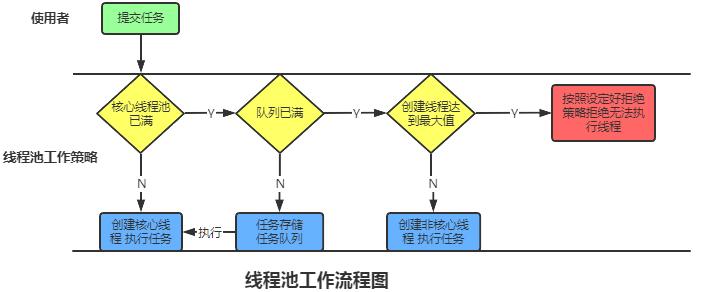 使用者
提交任务
核心线程池
已满
Y
队列已满
Y
创建线程达
到最大值
Y
按照设定好拒绝
策略拒绝无法执
行线程
线程池工作策略
N
N
N
创建核心线
程 执行任务
执行
任务存储
任务队列
创建非核心线
程 执行任务
线程池工作流程图